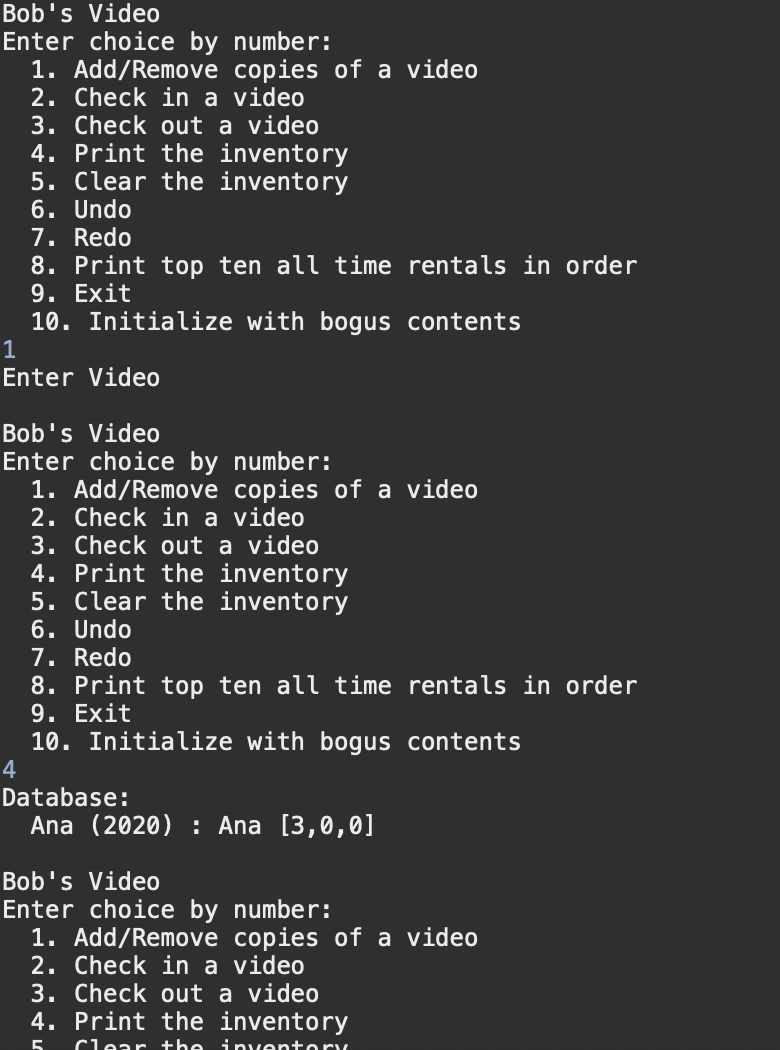 Bob's Video
Enter choice by number:
  1. Add/Remove copies of a video
  2. Check in a video
  3. Check out a video
  4. Print the inventory
  5. Clear the inventory
  6. Undo
  7. Redo
  8. Print top ten all time rentals in order
  9. Exit
  10. Initialize with bogus contents
1
Enter Video

Bob's Video
Enter choice by number:
  1. Add/Remove copies of a video
  2. Check in a video
  3. Check out a video
  4. Print the inventory
  5. Clear the inventory
  6. Undo
  7. Redo
  8. Print top ten all time rentals in order
  9. Exit
  10. Initialize with bogus contents
4
Database:
  Ana (2020) : Ana [3,0,0]

Bob's Video
Enter choice by number:
  1. Add/Remove copies of a video
  2. Check in a video
  3. Check out a video
  4. Print the inventory
  5. Clear the inventory